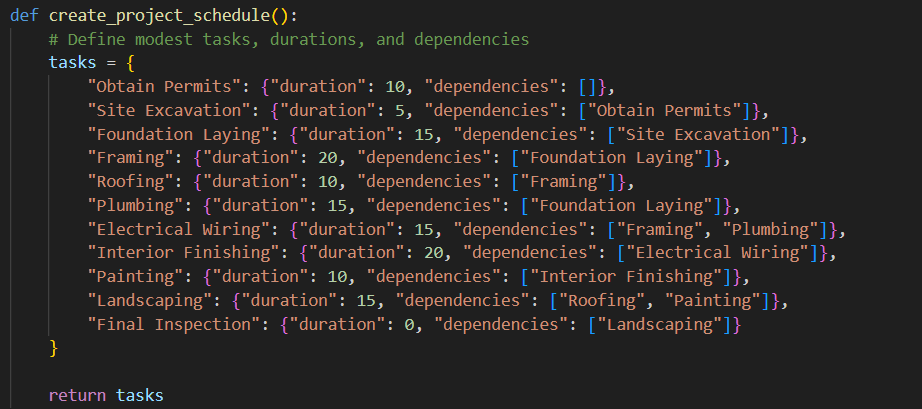 def create_project_schedule():
    # Define modest tasks, durations, and dependencies
    tasks = {
        "Obtain Permits": {"duration": 10, "dependencies": []},
        "Site Excavation": {"duration": 5, "dependencies": ["Obtain Permits"]},
        "Foundation Laying": {"duration": 15, "dependencies": ["Site Excavation"]},
        "Framing": {"duration": 20, "dependencies": ["Foundation Laying"]},
        "Roofing": {"duration": 10, "dependencies": ["Framing"]},
        "Plumbing": {"duration": 15, "dependencies": ["Foundation Laying"]},
        "Electrical Wiring": {"duration": 15, "dependencies": ["Framing", "Plumbing"]},
        "Interior Finishing": {"duration": 20, "dependencies": ["Electrical Wiring"]},
        "Painting": {"duration": 10, "dependencies": ["Interior Finishing"]},
        "Landscaping": {"duration": 15, "dependencies": ["Roofing", "Painting"]},
        "Final Inspection": {"duration": 0, "dependencies": ["Landscaping"]}
    }

    return tasks